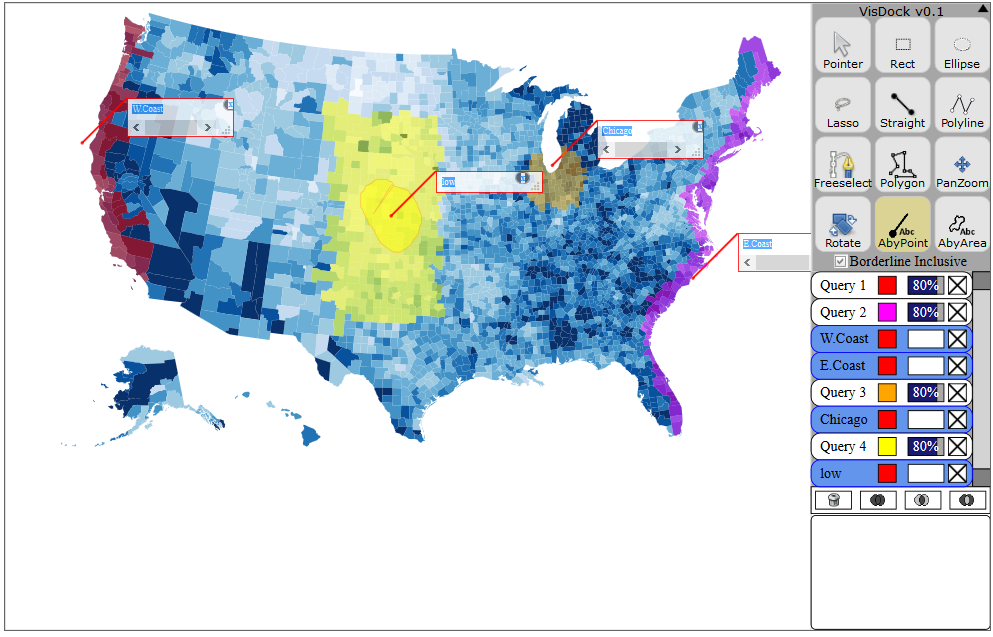 VisDock v0.1
Pointer
Rect
Ellipse
Lasso
Straight
Polyline
Freeselect
Polygon
PanZoom
Rotate
Abc
AbyPoint
Abc
AbyArea
Borderline Inclusive
Query 1 80%
Query 2 80%
W.Coast
E.Coast
Query 3 80%
Chicago
Query 4 80%
low
W.Coast
Chicago
low
E.Coast